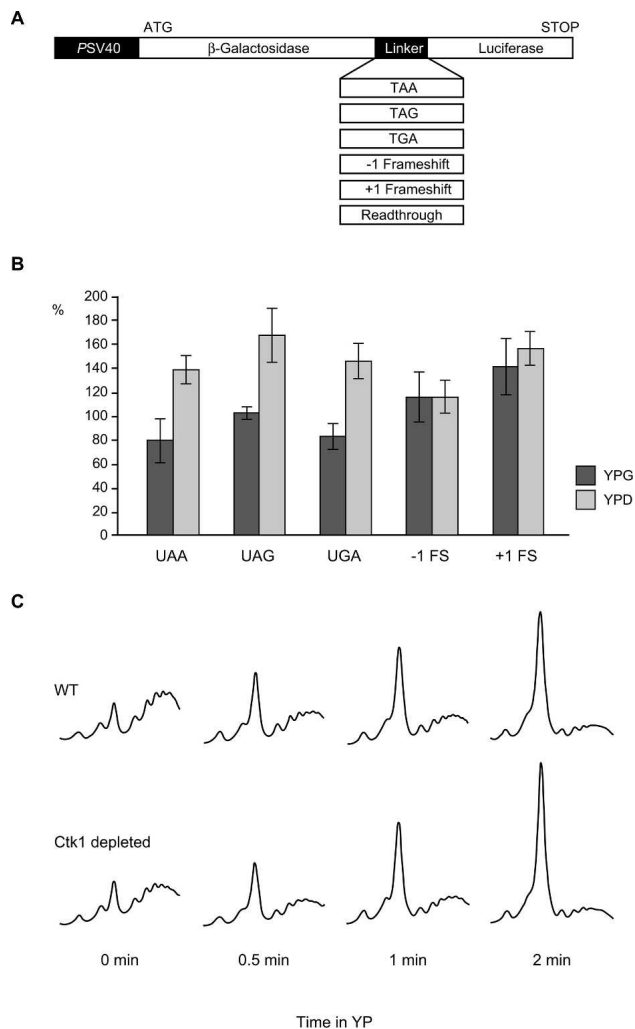 A
ATG
STOP
PSV40 β-Galactosidase Linker Luciferase
TAA
TAG
TGA
-1 Frameshift
+1 Frameshift
Readthrough
B
%
200
180
160
140
120
100
80
60
40
20
0
UAA UAG UGA -1 FS +1 FS
YPG
YPD
C
WT
Ctk1 depleted
0 min 0.5 min 1 min 2 min
Time in YP